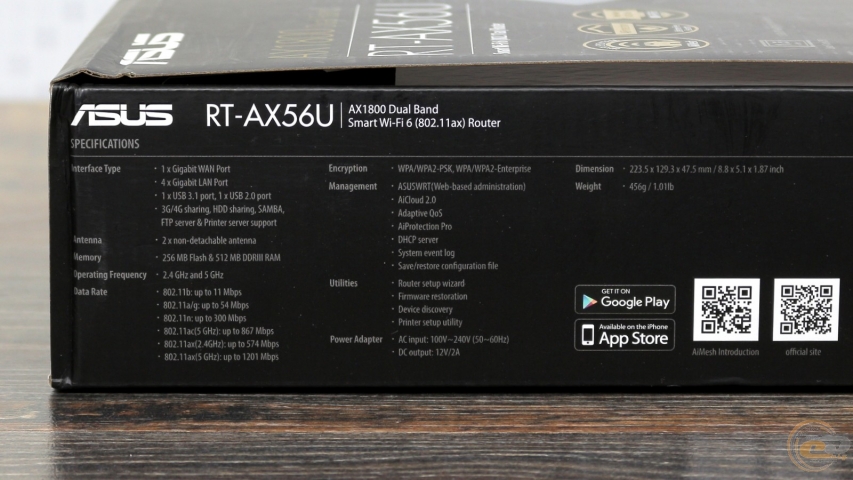 ASUS
RT-AX56U
ASUS RT-AX56U AX1800 Dual Band
Smart Wi-Fi 6 (802.11ax) Router
SPECIFICATIONS
Interface Type
· 1 x Gigabit WAN Port
· 4 x Gigabit LAN Port
· 1 x USB 3.1 port, 1 x USB 2.0 port
· 3G/4G sharing, HDD sharing, SAMBA,
FTP server & Printer server support
Antenna · 2 x non-detachable antenna
Memory · 256 MB Flash & 512 MB DDRIII RAM
Operating Frequency · 2.4 GHz and 5 GHz
Data Rate · 802.11b: up to 11 Mbps
· 802.11a/g: up to 54 Mbps
· 802.11n: up to 300 Mbps
· 802.11ac(5 GHz): up to 867 Mbps
· 802.11ax(2.4GHz): up to 574 Mbps
· 802.11ax(5 GHz): up to 1201 Mbps
Encryption · WPA/WPA2-PSK, WPA/WPA2-Enterprise
Management · ASUSWRT(Web-based administration)
· AiCloud 2.0
· Adaptive QoS
· AiProtection Pro
· DHCP server
· System event log
· Save/restore configuration file
Utilities · Router setup wizard
· Firmware restoration
· Device discovery
· Printer setup utility
Power Adapter · AC input: 100V~240V (50~60Hz)
· DC output: 12V/2A
Dimension · 223.5 x 129.3 x 47.5 mm / 8.8 x 5.1 x 1.87 inch
Weight · 456g / 1.01lb
GET IT ON
Google Play
Available on the iPhone
App Store
AiMesh Introduction
official site